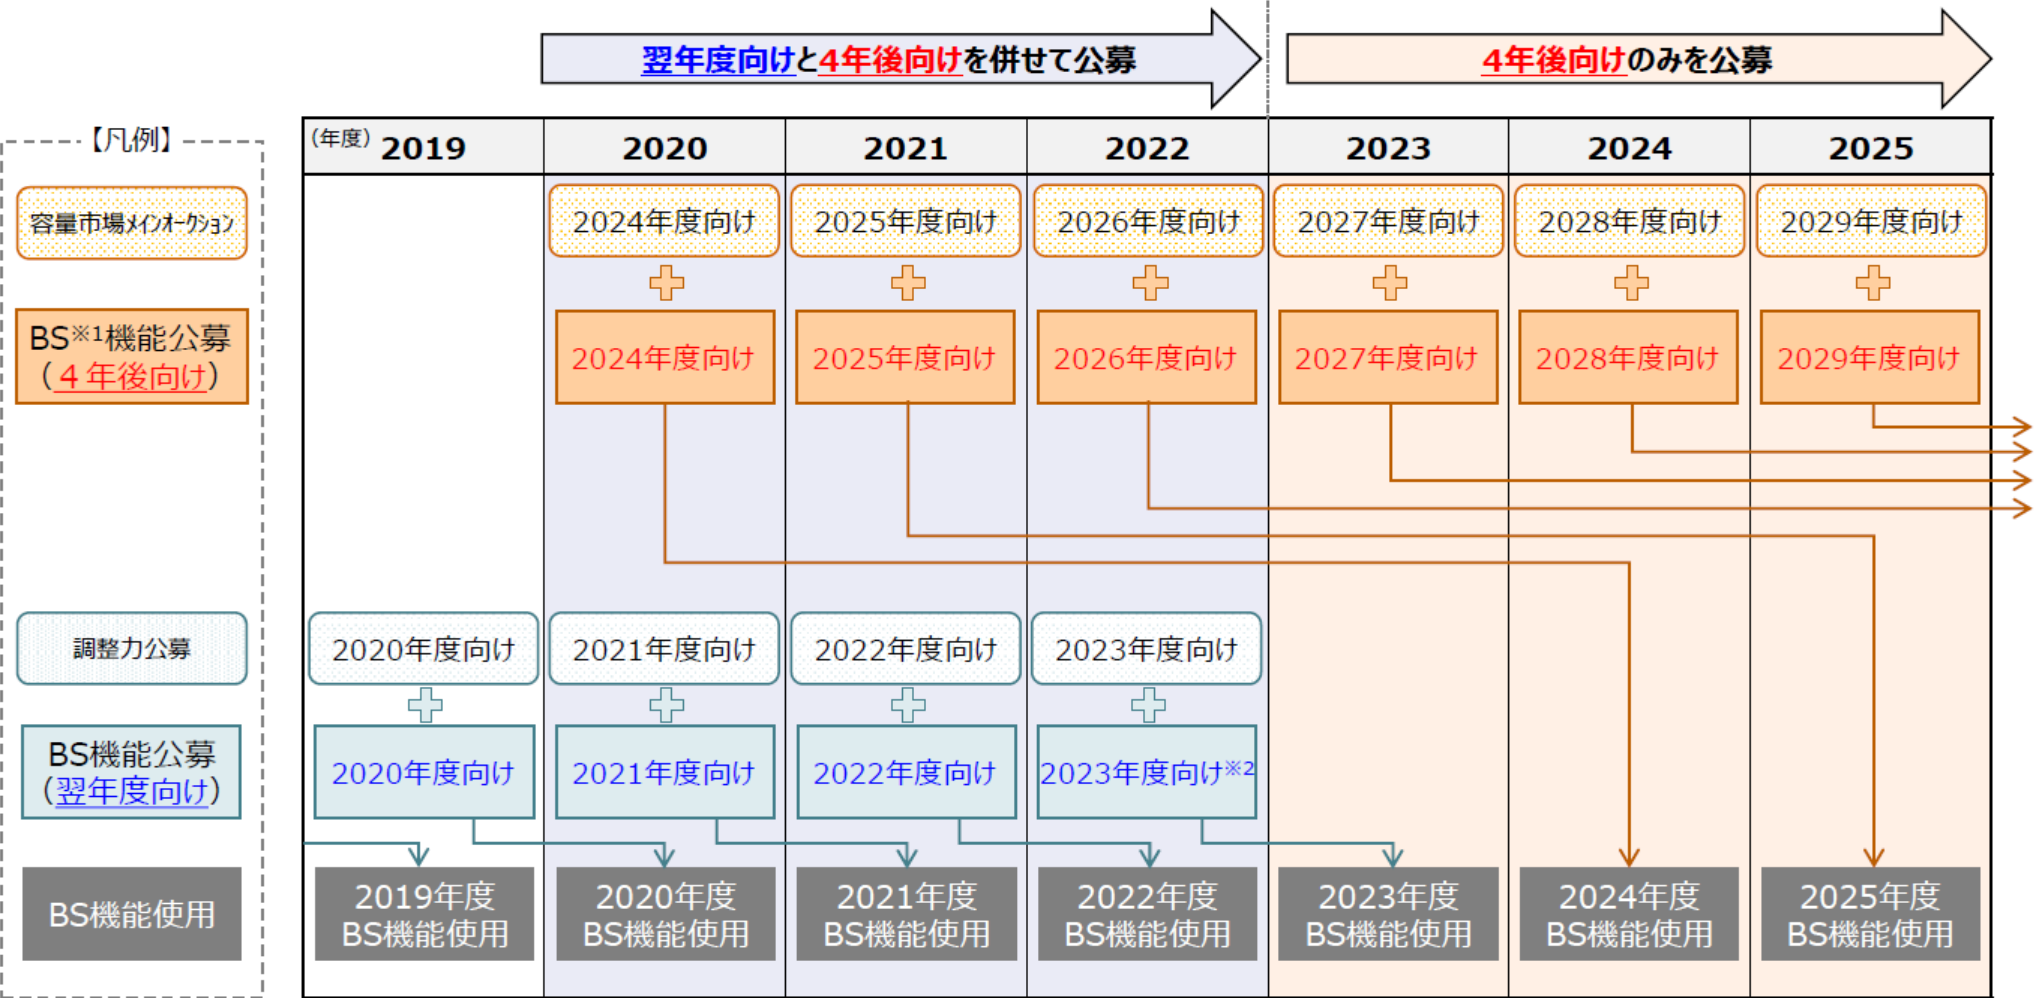 翌年度向けと4年後向けを併せて公募
4年後向けのみを公募
【凡例】
容量市場ﾒｲﾝｵｰｸｼｮﾝ
BS※1機能公募
（４年後向け）
調整力公募
BS機能公募
（翌年度向け）
BS機能使用
（年度） 2019 2020 2021 2022 2023 2024 2025
2024年度向け 2025年度向け 2026年度向け 2027年度向け 2028年度向け 2029年度向け
2024年度向け 2025年度向け 2026年度向け 2027年度向け 2028年度向け 2029年度向け
2020年度向け 2021年度向け 2022年度向け 2023年度向け
2020年度向け 2021年度向け 2022年度向け 2023年度向け※2
2019年度 2020年度 2021年度 2022年度 2023年度 2024年度 2025年度
BS機能使用 BS機能使用 BS機能使用 BS機能使用 BS機能使用 BS機能使用 BS機能使用